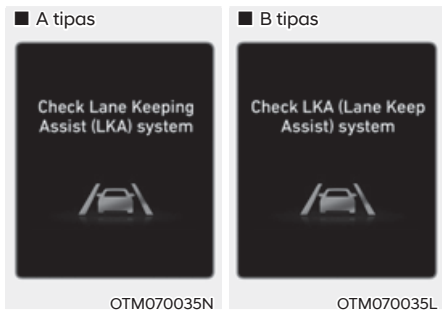 ■ A tipas
Check Lane Keeping
Assist (LKA) system
OTM070035N
■ B tipas
Check LKA (Lane Keep
Assist) system
OTM070035L